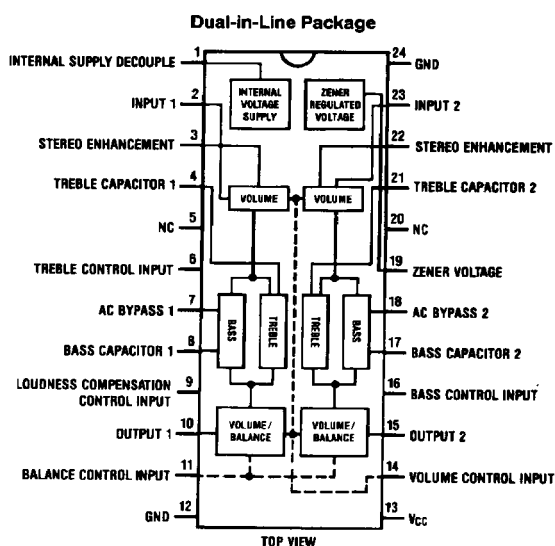 Dual-in-Line Package
INTERNAL SUPPLY DECOUPLE 1
INPUT 1 2
STEREO ENHANCEMENT 3
TREBLE CAPACITOR 1 4
NC 5
TREBLE CONTROL INPUT 6
AC BYPASS 1 7
BASS CAPACITOR 1 8
LOUDNESS COMPENSATION
CONTROL INPUT 9
OUTPUT 1 10
BALANCE CONTROL INPUT 11
GND 12
INTERNAL
VOLTAGE
SUPPLY
ZENER
REGULATED
VOLTAGE
VOLUME
VOLUME
BASS
TREBLE
TREBLE
BASS
VOLUME/
BALANCE
VOLUME/
BALANCE
24 GND
23 INPUT 2
22 STEREO ENHANCEMENT
21 TREBLE CAPACITOR 2
20 NC
19 ZENER VOLTAGE
18 AC BYPASS 2
17 BASS CAPACITOR 2
16 BASS CONTROL INPUT
15 OUTPUT 2
14 VOLUME CONTROL INPUT
13 VCC
TOP VIEW